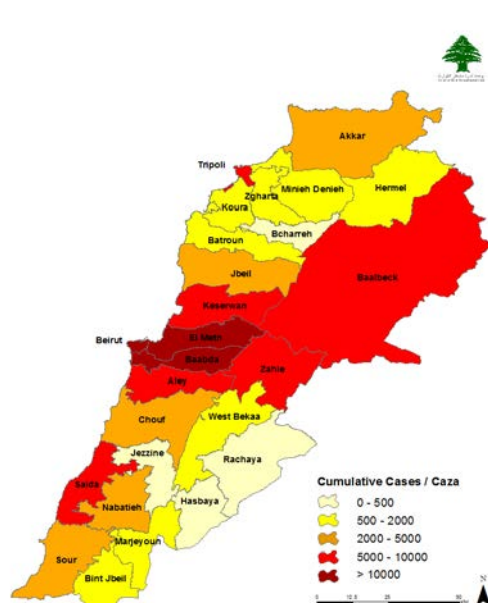 Akkar
Tripoli
Hermel
Minieh Denieh
Zgharta
Koura
Bcharreh
Batroun
Baalbeck
Jbeil
Keserwan
Beirut
El Metn
Baabda
Zahle
Aley
Chouf
West Bekaa
Jezzine
Rachaya
Saida
Hasbaya
Nabatieh
Marjeyoun
Sour
Bint Jbeil
Cumulative Cases / Caza
0 - 500
500 - 2000
2000 - 5000
5000 - 10000
> 10000
N